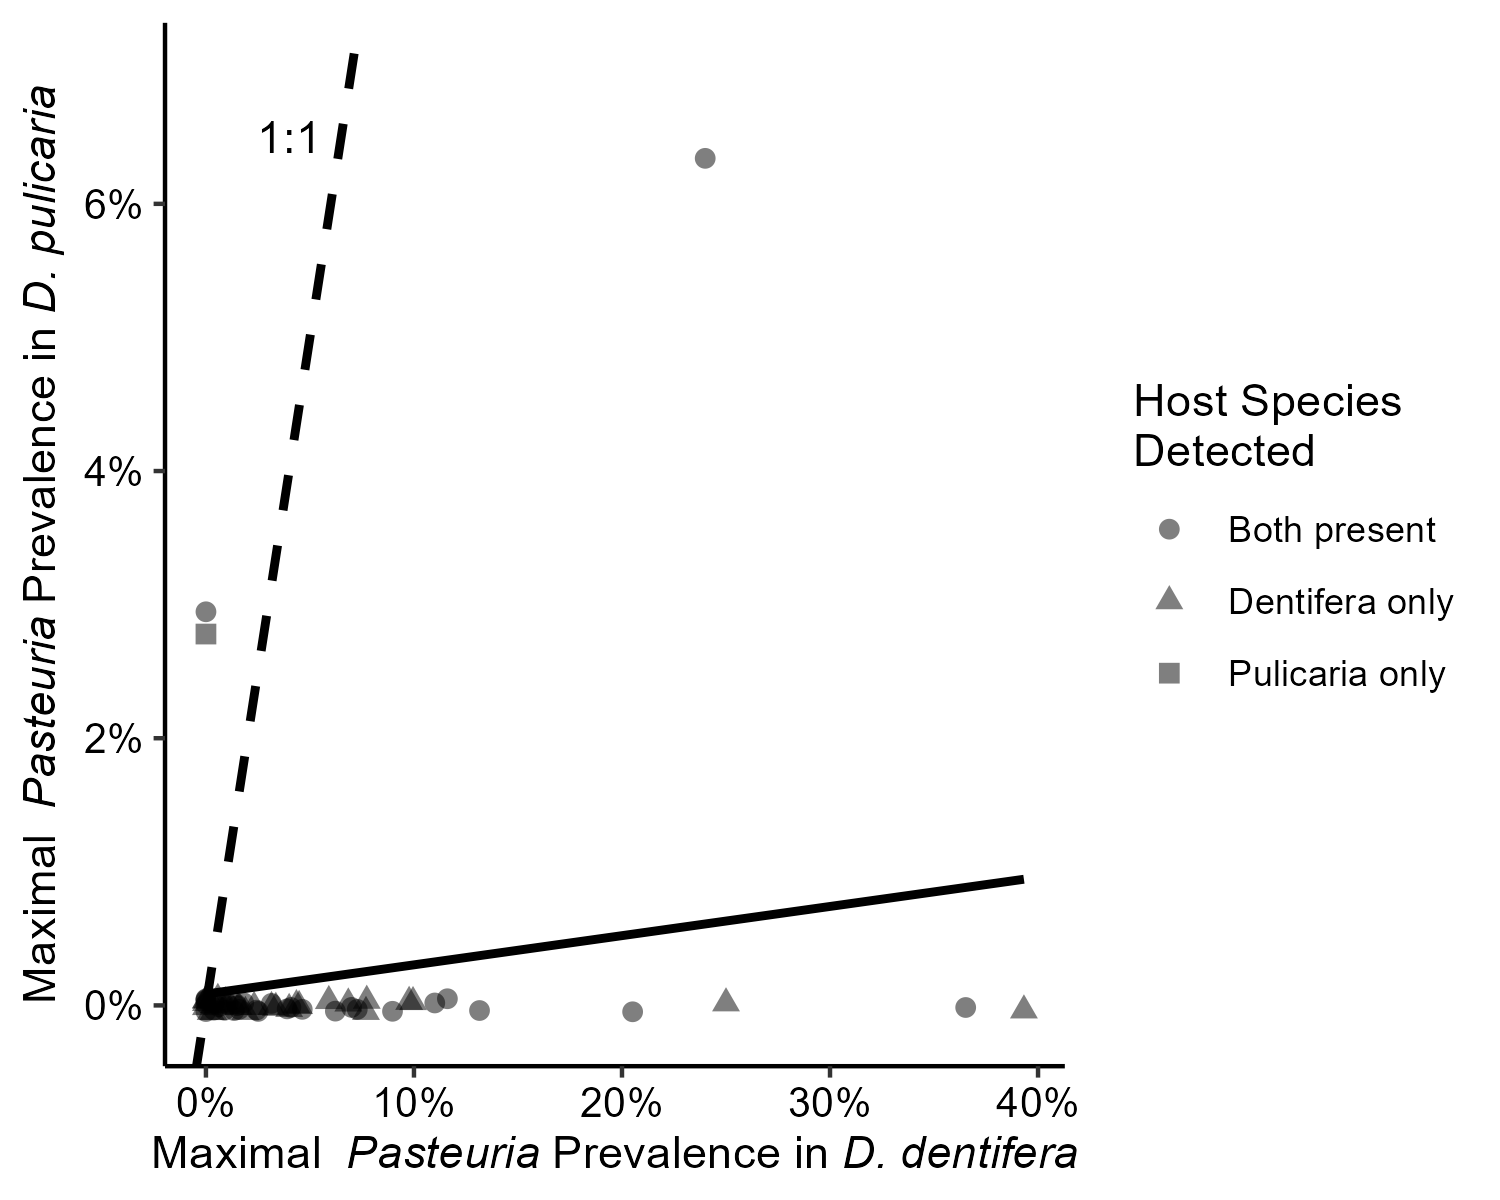 Maximal Pasteuria Prevalence in D. pulicaria
6%
4%
2%
0%
1:1
0%
10%
20%
30%
40%
Maximal Pasteuria Prevalence in D. dentifera
Host Species
Detected
Both present
Dentifera only
Pulicaria only